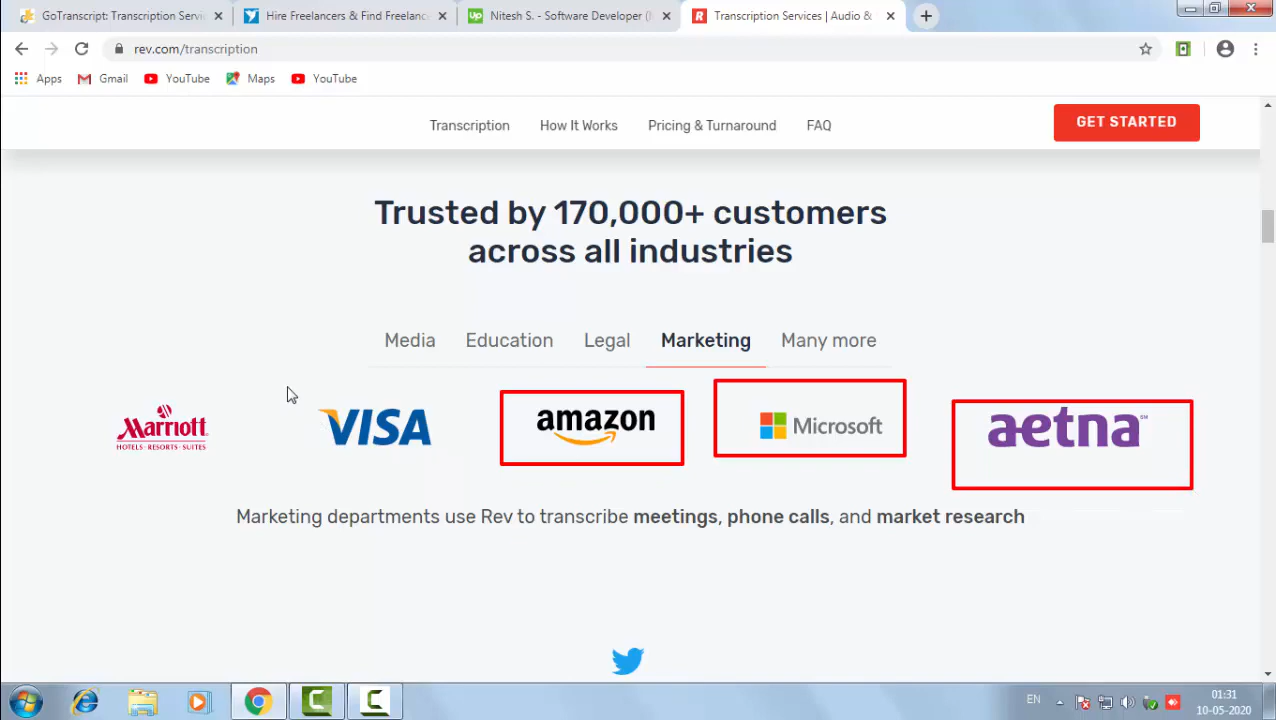 GoTranscript: Transcription Servi
Hire Freelancers & Find Freelanc
Nitesh S. - Software Developer (
Transcription Services | Audio &
rev.com/transcription
Apps
Gmail
YouTube
Maps
YouTube
Transcription
How It Works
Pricing & Turnaround
FAQ
GET STARTED
Trusted by 170,000+ customers
across all industries
Media
Education
Legal
Marketing
Many more
Marriott
HOTELS · RESORTS · SUITES
VISA
amazon
Microsoft
aetna
Marketing departments use Rev to transcribe meetings, phone calls, and market research
EN
01:31
10-05-2020